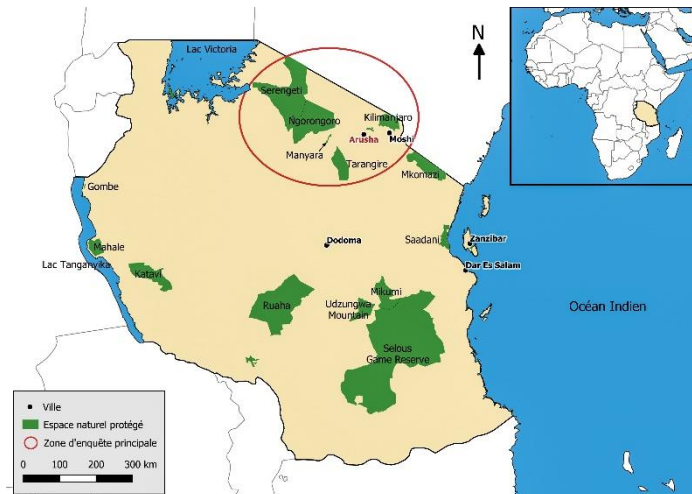 Lac Victoria
N
Serengeti
Ngorongoro
Kilimanjaro
Arusha
Moshi
Manyara
Tarangire
Mkomazi
Gombe
Mahale
Lac Tanganyika
Katavi
Dodoma
Saadani
Zanzibar
Dar Es Salam
Ruaha
Mikumi
Udzungwa
Mountain
Selous
Game Reserve
Océan Indien
Ville
Espace naturel protégé
Zone d'enquête principale
0 100 200 300 km